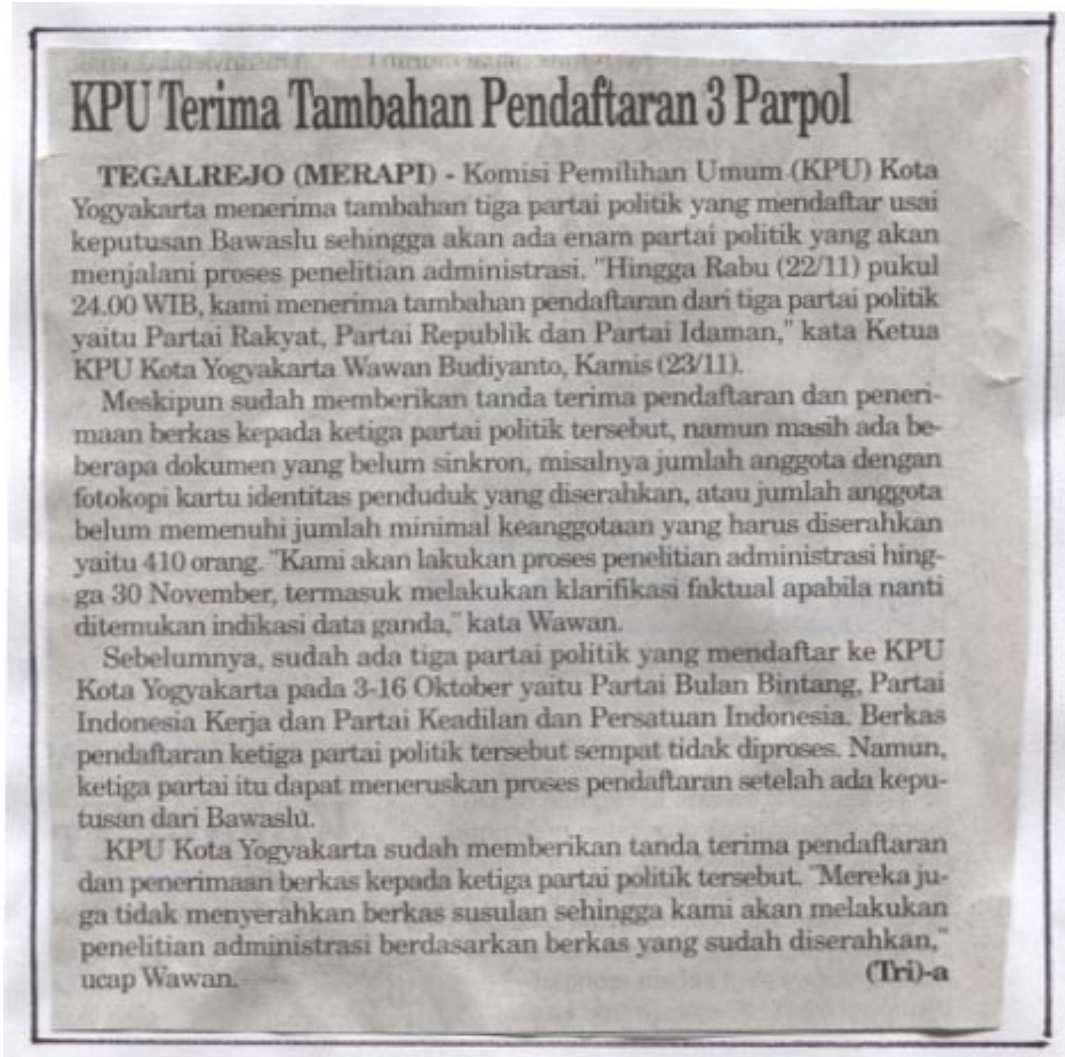 KPU Terima Tambahan Pendaftaran 3 Parpol
TEGALREJO (MERAPI) - Komisi Pemilihan Umum (KPU) Kota
Yogyakarta menerima tambahan tiga partai politik yang mendaftar usai
keputusan Bawaslu sehingga akan ada enam partai politik yang akan
menjalani proses penelitian administrasi. "Hingga Rabu (22/11) pukul
24.00 WIB, kami menerima tambahan pendaftaran dari tiga partai politik
yaitu Partai Rakyat, Partai Republik dan Partai Idaman," kata Ketua
KPU Kota Yogyakarta Wawan Budiyanto, Kamis (23/11).
Meskipun sudah memberikan tanda terima pendaftaran dan peneri-
maan berkas kepada ketiga partai politik tersebut, namun masih ada be-
berapa dokumen yang belum sinkron, misalnya jumlah anggota dengan
fotokopi kartu identitas penduduk yang diserahkan, atau jumlah anggota
belum memenuhi jumlah minimal keanggotaan yang harus diserahkan
yaitu 410 orang. "Kami akan lakukan proses penelitian administrasi hing-
ga 30 November, termasuk melakukan klarifikasi faktual apabila nanti
ditemukan indikasi data ganda," kata Wawan.
Sebelumnya, sudah ada tiga partai politik yang mendaftar ke KPU
Kota Yogyakarta pada 3-16 Oktober yaitu Partai Bulan Bintang, Partai
Indonesia Kerja dan Partai Keadilan dan Persatuan Indonesia. Berkas
pendaftaran ketiga partai politik tersebut sempat tidak diproses. Namun,
ketiga partai itu dapat meneruskan proses pendaftaran setelah ada kepu-
tusan dari Bawaslu.
KPU Kota Yogyakarta sudah memberikan tanda terima pendaftaran
dan penerimaan berkas kepada ketiga partai politik tersebut. "Mereka ju-
ga tidak menyerahkan berkas susulan sehingga kami akan melakukan
penelitian administrasi berdasarkan berkas yang sudah diserahkan,"
ucap Wawan. (Tri)-a